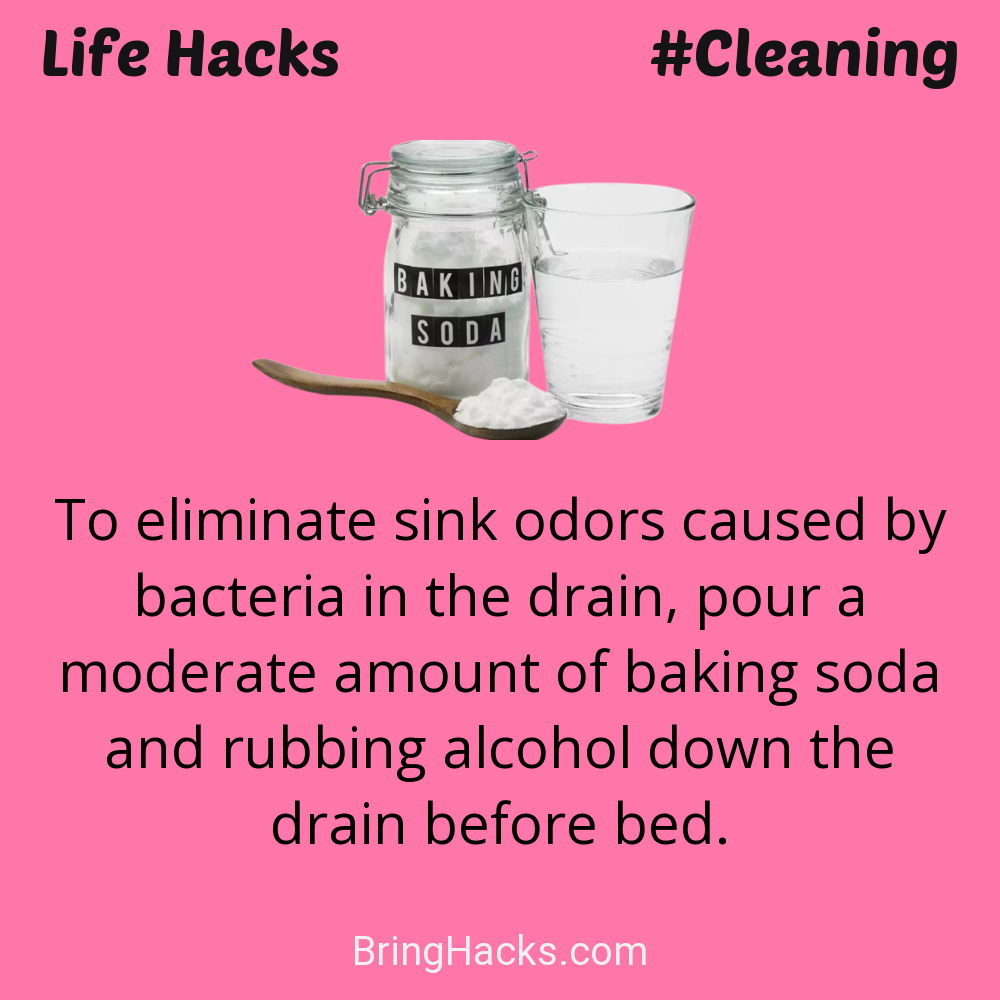 Life Hacks #Cleaning
BAKING
SODA
To eliminate sink odors caused by
bacteria in the drain, pour a
moderate amount of baking soda
and rubbing alcohol down the
drain before bed.
BringHacks.com